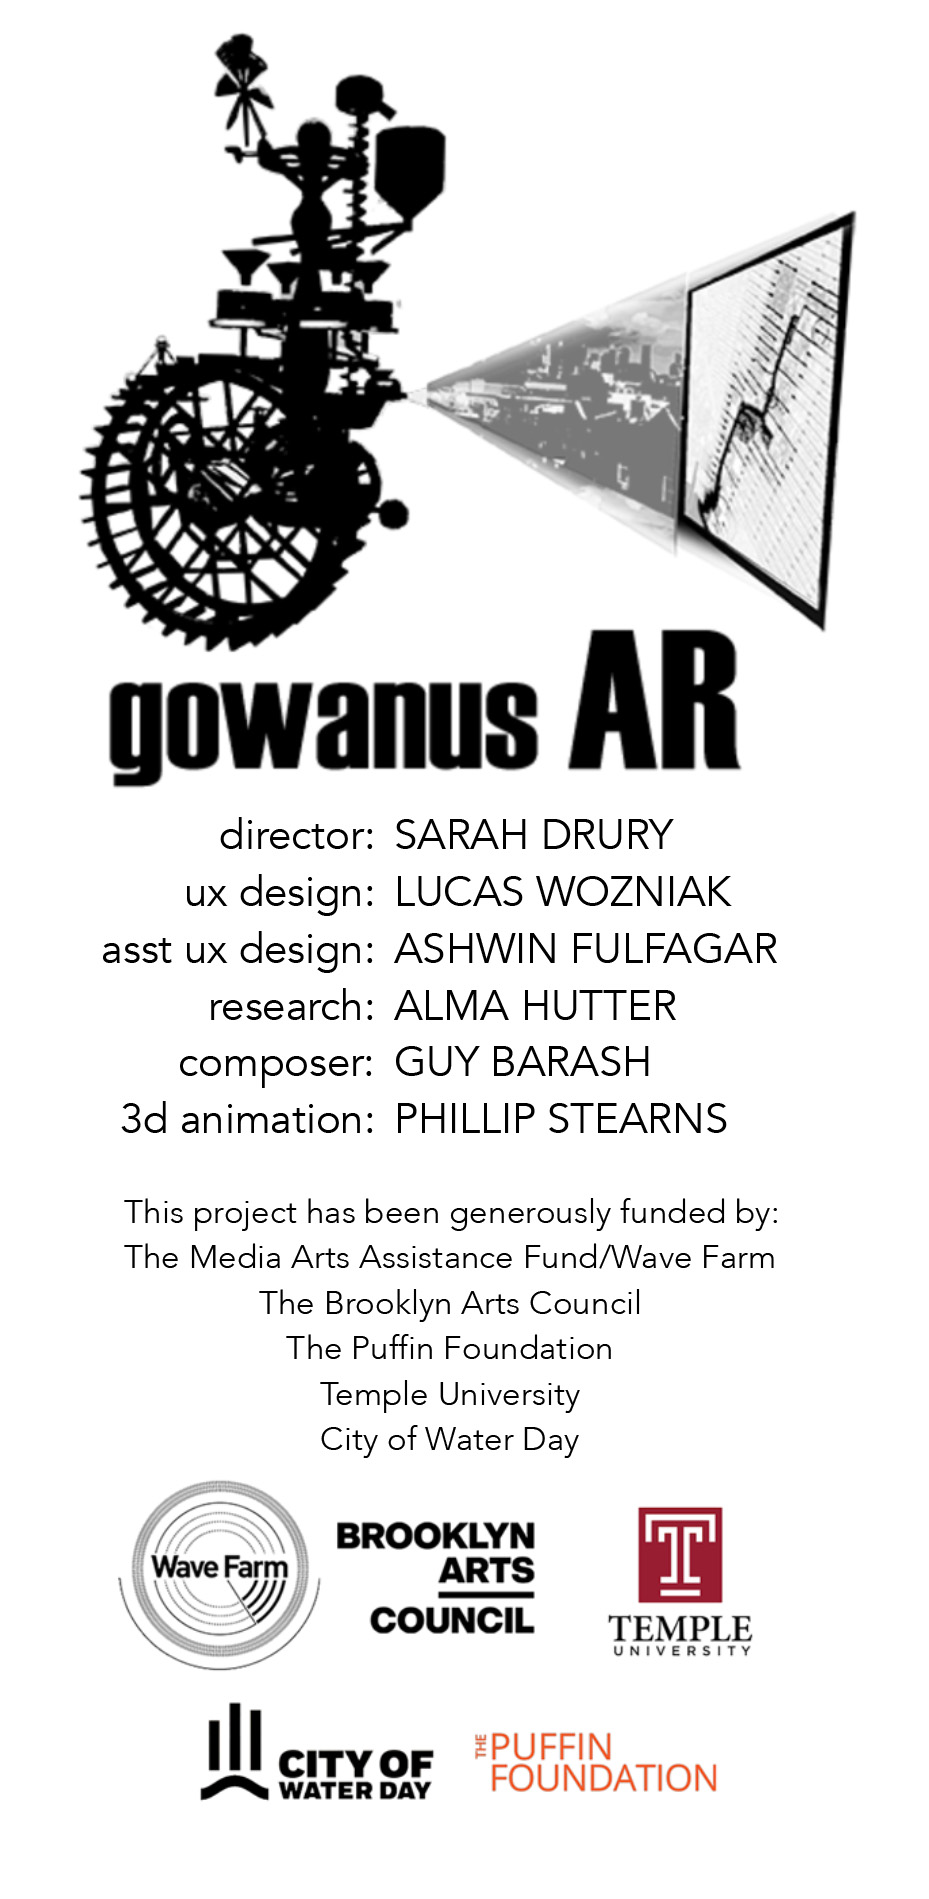 gowanus AR
director: SARAH DRURY
ux design: LUCAS WOZNIAK
asst ux design: ASHWIN FULFAGAR
research: ALMA HUTTER
composer: GUY BARASH
3d animation: PHILLIP STEARNS
This project has been generously funded by:
The Media Arts Assistance Fund/Wave Farm
The Brooklyn Arts Council
The Puffin Foundation
Temple University
City of Water Day
Wave Farm
BROOKLYN
ARTS
COUNCIL
T
TEMPLE
UNIVERSITY
CITY OF
WATER DAY
THE
PUFFIN
FOUNDATION